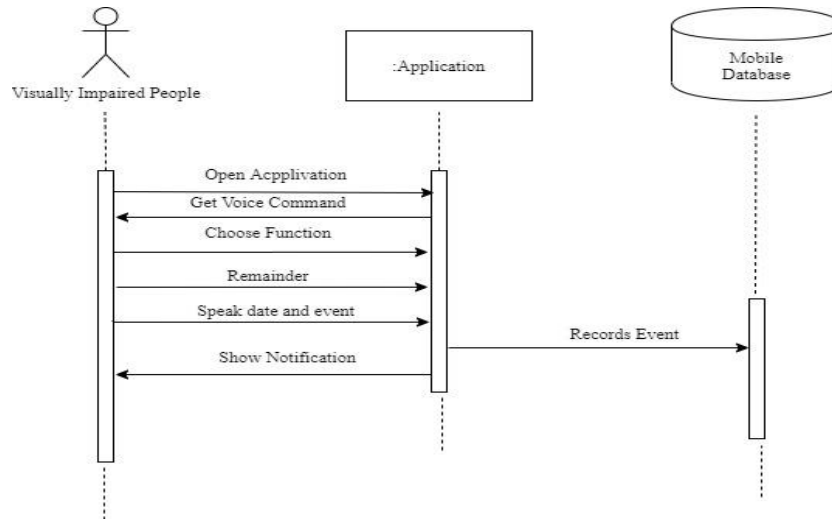 Visually Impaired People
:Application
Mobile
Database
Open Acpplivation
Get Voice Command
Choose Function
Remainder
Speak date and event
Records Event
Show Notification